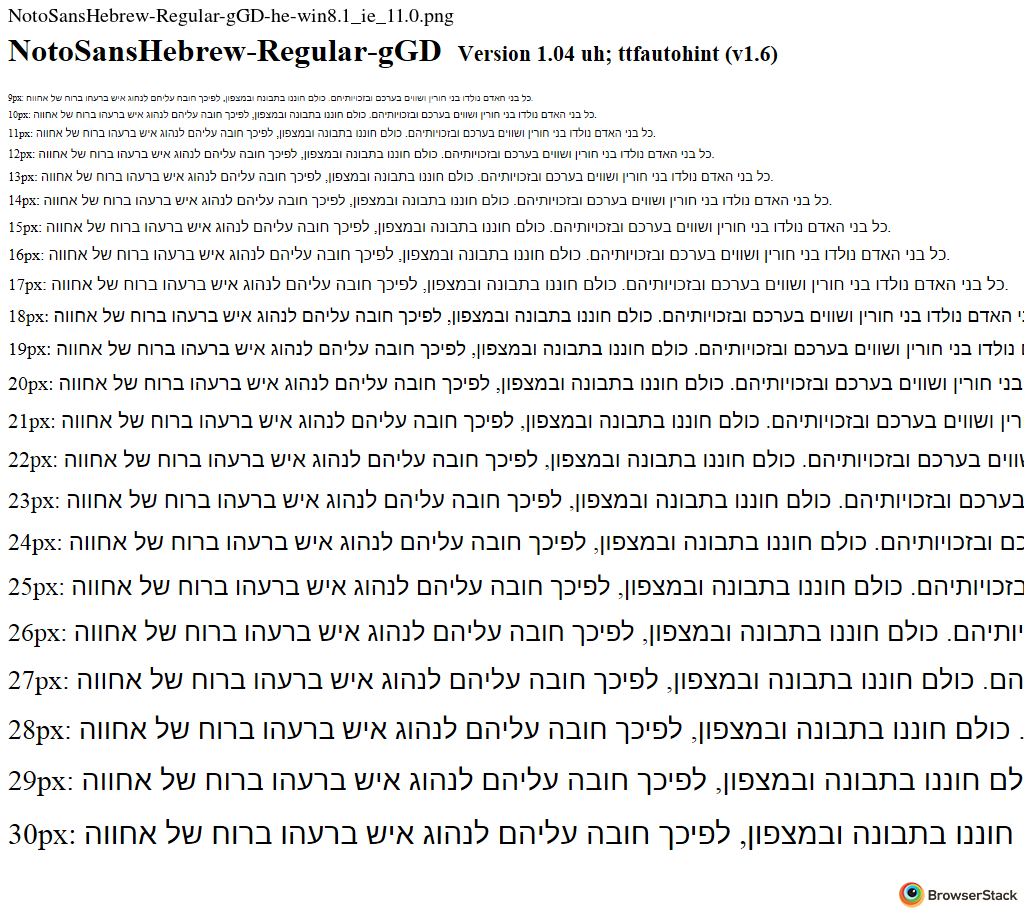 NotoSansHebrew-Regular-gGD-he-win8.1_ie_11.0.png
NotoSansHebrew-Regular-gGD Version 1.04 uh; ttfautohint (v1.6)
9px: כל בני האדם נולדו בני חורין ושווים בערכם ובזכויותיהם. כולם חוננו בתבונה ובמצפון, לפיכך חובה עליהם לנהוג איש ברעהו ברוח של אחווה.
10px: כל בני האדם נולדו בני חורין ושווים בערכם ובזכויותיהם. כולם חוננו בתבונה ובמצפון, לפיכך חובה עליהם לנהוג איש ברעהו ברוח של אחווה.
11px: כל בני האדם נולדו בני חורין ושווים בערכם ובזכויותיהם. כולם חוננו בתבונה ובמצפון, לפיכך חובה עליהם לנהוג איש ברעהו ברוח של אחווה.
12px: כל בני האדם נולדו בני חורין ושווים בערכם ובזכויותיהם. כולם חוננו בתבונה ובמצפון, לפיכך חובה עליהם לנהוג איש ברעהו ברוח של אחווה.
13px: כל בני האדם נולדו בני חורין ושווים בערכם ובזכויותיהם. כולם חוננו בתבונה ובמצפון, לפיכך חובה עליהם לנהוג איש ברעהו ברוח של אחווה.
14px: כל בני האדם נולדו בני חורין ושווים בערכם ובזכויותיהם. כולם חוננו בתבונה ובמצפון, לפיכך חובה עליהם לנהוג איש ברעהו ברוח של אחווה.
15px: כל בני האדם נולדו בני חורין ושווים בערכם ובזכויותיהם. כולם חוננו בתבונה ובמצפון, לפיכך חובה עליהם לנהוג איש ברעהו ברוח של אחווה.
16px: כל בני האדם נולדו בני חורין ושווים בערכם ובזכויותיהם. כולם חוננו בתבונה ובמצפון, לפיכך חובה עליהם לנהוג איש ברעהו ברוח של אחווה.
17px: כל בני האדם נולדו בני חורין ושווים בערכם ובזכויותיהם. כולם חוננו בתבונה ובמצפון, לפיכך חובה עליהם לנהוג איש ברעהו ברוח של אחווה.
18px: האדם נולדו בני חורין ושווים בערכם ובזכויותיהם. כולם חוננו בתבונה ובמצפון, לפיכך חובה עליהם לנהוג איש ברעהו ברוח של אחווה
19px: נולדו בני חורין ושווים בערכם ובזכויותיהם. כולם חוננו בתבונה ובמצפון, לפיכך חובה עליהם לנהוג איש ברעהו ברוח של אחווה
20px: בני חורין ושווים בערכם ובזכויותיהם. כולם חוננו בתבונה ובמצפון, לפיכך חובה עליהם לנהוג איש ברעהו ברוח של אחווה
21px: רין ושווים בערכם ובזכויותיהם. כולם חוננו בתבונה ובמצפון, לפיכך חובה עליהם לנהוג איש ברעהו ברוח של אחווה
22px: שווים בערכם ובזכויותיהם. כולם חוננו בתבונה ובמצפון, לפיכך חובה עליהם לנהוג איש ברעהו ברוח של אחווה
23px: בערכם ובזכויותיהם. כולם חוננו בתבונה ובמצפון, לפיכך חובה עליהם לנהוג איש ברעהו ברוח של אחווה
24px: כם ובזכויותיהם. כולם חוננו בתבונה ובמצפון, לפיכך חובה עליהם לנהוג איש ברעהו ברוח של אחווה
25px: בזכויותיהם. כולם חוננו בתבונה ובמצפון, לפיכך חובה עליהם לנהוג איש ברעהו ברוח של אחווה
26px: יותיהם. כולם חוננו בתבונה ובמצפון, לפיכך חובה עליהם לנהוג איש ברעהו ברוח של אחווה
27px: הם. כולם חוננו בתבונה ובמצפון, לפיכך חובה עליהם לנהוג איש ברעהו ברוח של אחווה
28px: . כולם חוננו בתבונה ובמצפון, לפיכך חובה עליהם לנהוג איש ברעהו ברוח של אחווה
29px: לם חוננו בתבונה ובמצפון, לפיכך חובה עליהם לנהוג איש ברעהו ברוח של אחווה
30px: חוננו בתבונה ובמצפון, לפיכך חובה עליהם לנהוג איש ברעהו ברוח של אחווה
BrowserStack